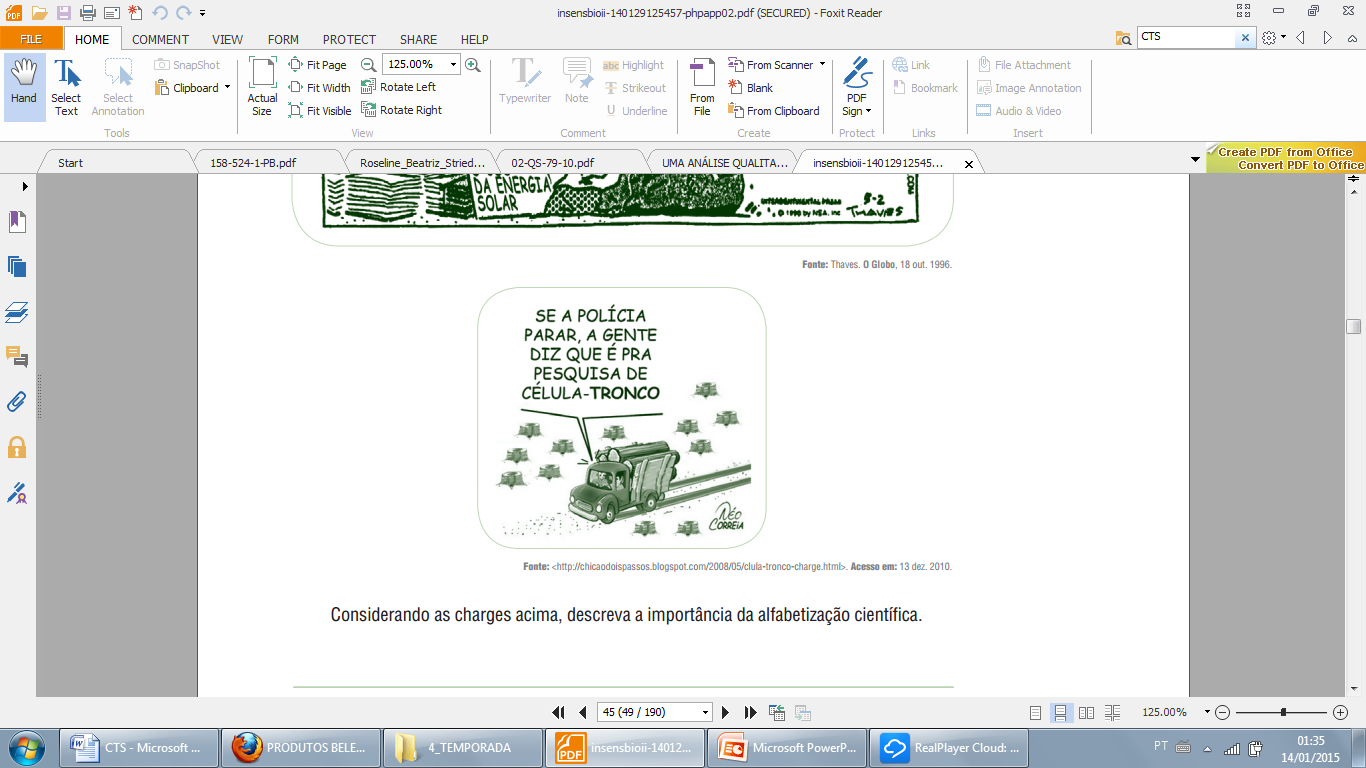 insensbioii-140129125457-phpapp02.pdf (SECURED) - Foxit Reader
FILE HOME COMMENT VIEW FORM PROTECT SHARE HELP
CTS
Hand
Select Text
Select Annotation
SnapShot
Clipboard
Tools
Actual Size
Fit Page
Fit Width
Fit Visible
125.00%
Rotate Left
Rotate Right
View
Typewriter
Note
Highlight
Strikeout
Underline
Comment
From File
From Scanner
Blank
From Clipboard
Create
PDF Sign
Protect
Link
Bookmark
Links
File Attachment
Image Annotation
Audio & Video
Insert
Start 158-524-1-PB.pdf Roseline_Beatriz_Stried... 02-QS-79-10.pdf UMA ANÁLISE QUALITA... insensbioii-14012912545...
Create PDF from Office
Convert PDF to Office
DA ENERGIA
SOLAR
5-2
© 1990 by NEA, Inc THAVES
Fonte: Thaves. O Globo, 18 out. 1996.
SE A POLÍCIA
PARAR, A GENTE
DIZ QUE É PRA
PESQUISA DE
CÉLULA-TRONCO
NÉO
CORREIA
Fonte: <http://chicaodoispassos.blogspot.com/2008/05/clula-tronco-charge.html>. Acesso em: 13 dez. 2010.
Considerando as charges acima, descreva a importância da alfabetização científica.
45 (49 / 190)
125.00%
CTS - Microsoft ... PRODUTOS BELE... 4_TEMPORADA insensbioii-14012... Microsoft PowerP... RealPlayer Cloud: ...
PT
01:35
14/01/2015